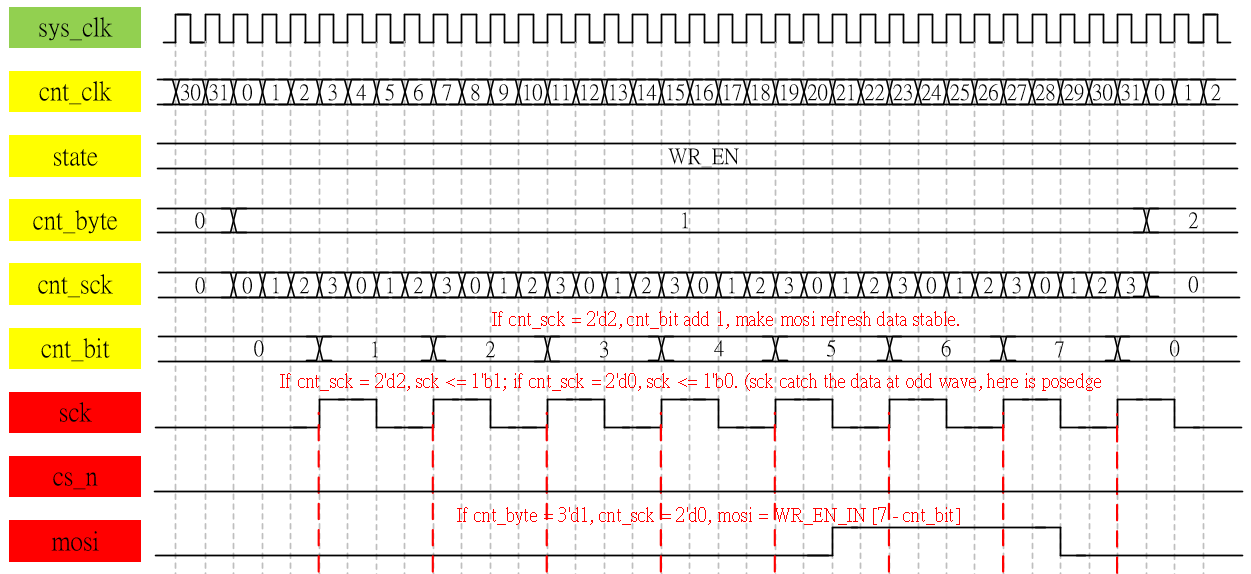 sys_clk
cnt_clk 30 31 0 1 2 3 4 5 6 7 8 9 10 11 12 13 14 15 16 17 18 19 20 21 22 23 24 25 26 27 28 29 30 31 0 1 2
state WR_EN
cnt_byte 0 1 2
cnt_sck 0 0 1 2 3 0 1 2 3 0 1 2 3 0 1 2 3 0 1 2 3 0 1 2 3 0 1 2 3 0 1 2 3 0
If cnt_sck = 2'd2, cnt_bit add 1, make mosi refresh data stable.
cnt_bit 0 1 2 3 4 5 6 7 0
If cnt_sck = 2'd2, sck <= 1'b1; if cnt_sck = 2'd0, sck <= 1'b0. (sck catch the data at odd wave, here is posedge
sck
cs_n
If cnt_byte = 3'd1, cnt_sck = 2'd0, mosi = WR_EN_IN [7 - cnt_bit]
mosi